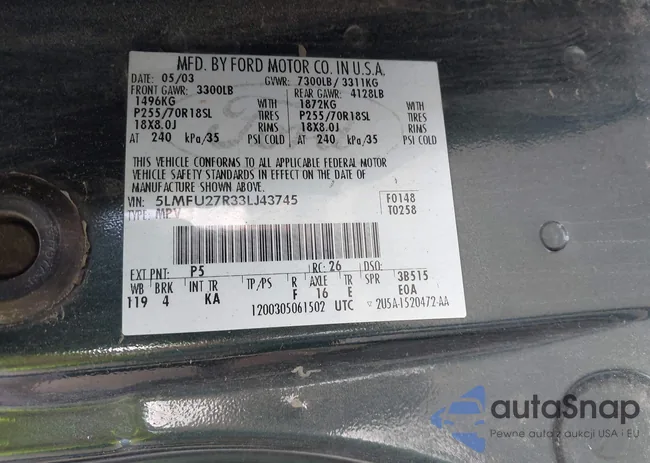 MFD. BY FORD MOTOR CO. IN U.S.A.
DATE 05/03 GVWR: 7300LB / 3311KG
FRONT GAWR: 3300LB REAR GAWR: 4128LB
1496KG WITH 1872KG WITH
P255/70R18SL TIRES P255/70R18SL TIRES
18X8.0J RIMS 18X8.0J RIMS
AT 240 kPa/35 PSI COLD AT 240 kPa/35 PSI COLD
THIS VEHICLE CONFORMS TO ALL APPLICABLE FEDERAL MOTOR
VEHICLE SAFETY STANDARDS IN EFFECT ON THE DATE OF
MANUFACTURE SHOWN ABOVE.
VIN: 5LMFU27R33LJ43745 F0148
TYPE: MPV T0258
EXT PNT: P5 RC: 26 DSO:
WB BRK INT TR TP/PS R AXLE TR SPR 3B515
119 4 KA F 16 E EOA
1200305061502 UTC 2U5A-1520472-AA
autoSnap
Pewne auto z aukcji USA i EU